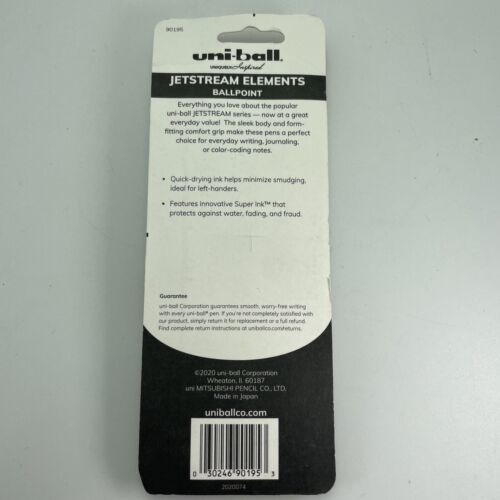 90195
uni-ball.
UNIQUELY Inspired
JETSTREAM ELEMENTS
BALLPOINT
Everything you love about the popular
uni-ball JETSTREAM series — now at a great
everyday value! The sleek body and form-
fitting comfort grip make these pens a perfect
choice for everyday writing, journaling,
or color-coding notes.
• Quick-drying ink helps minimize smudging,
ideal for left-handers.
• Features innovative Super Ink™ that
protects against water, fading, and fraud.
Guarantee
uni-ball Corporation guarantees smooth, worry-free writing
with every uni-ball® pen. If you're not completely satisfied with
our product, simply return it for replacement or a full refund.
Find complete return instructions at uniballco.com/returns.
©2020 uni-ball Corporation
Wheaton, IL 60187
uni MITSUBISHI PENCIL CO., LTD.
Made in Japan
uniballco.com
0 30246 90195 3
2020074